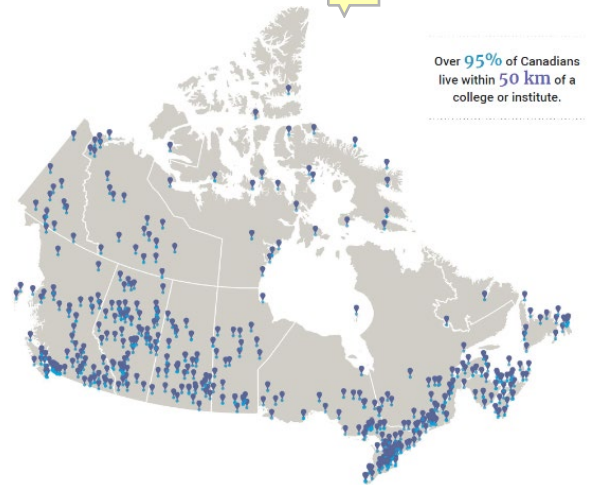 Over 95% of Canadians
live within 50 km of a
college or institute.